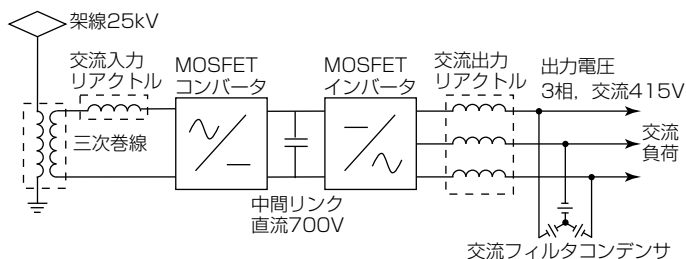 架線25kV
交流入力
リアクトル
MOSFET
コンバータ
MOSFET
インバータ
交流出力
リアクトル
出力電圧
3相，交流415V
三次巻線
交流
負荷
中間リンク
直流700V
交流フィルタコンデンサ